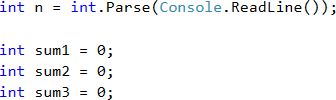 int n = int.Parse(Console.ReadLine());
int sum1 = 0;
int sum2 = 0;
int sum3 = 0;